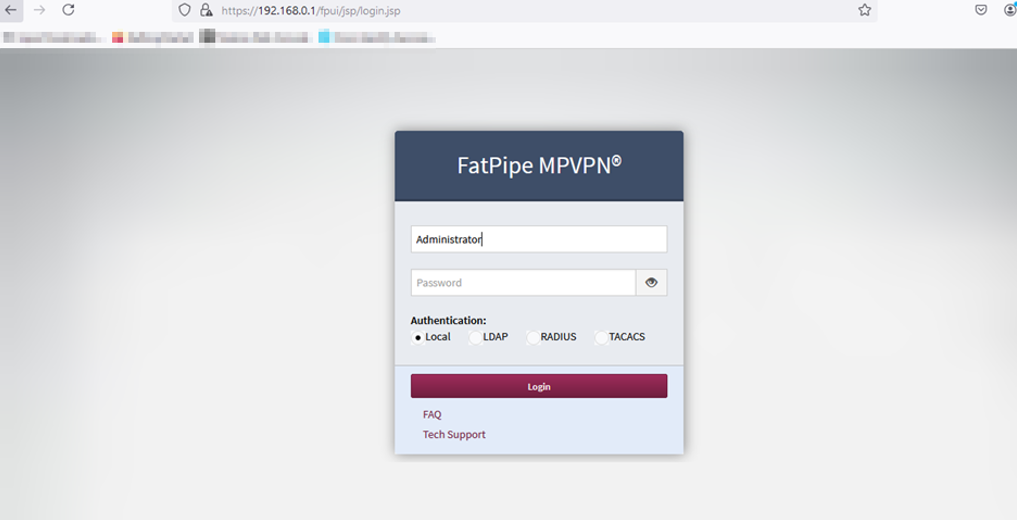 https://192.168.0.1/fpui/jsp/login.jsp
FatPipe MPVPN®
Administrator
Password
Authentication:
Local LDAP RADIUS TACACS
Login
FAQ
Tech Support